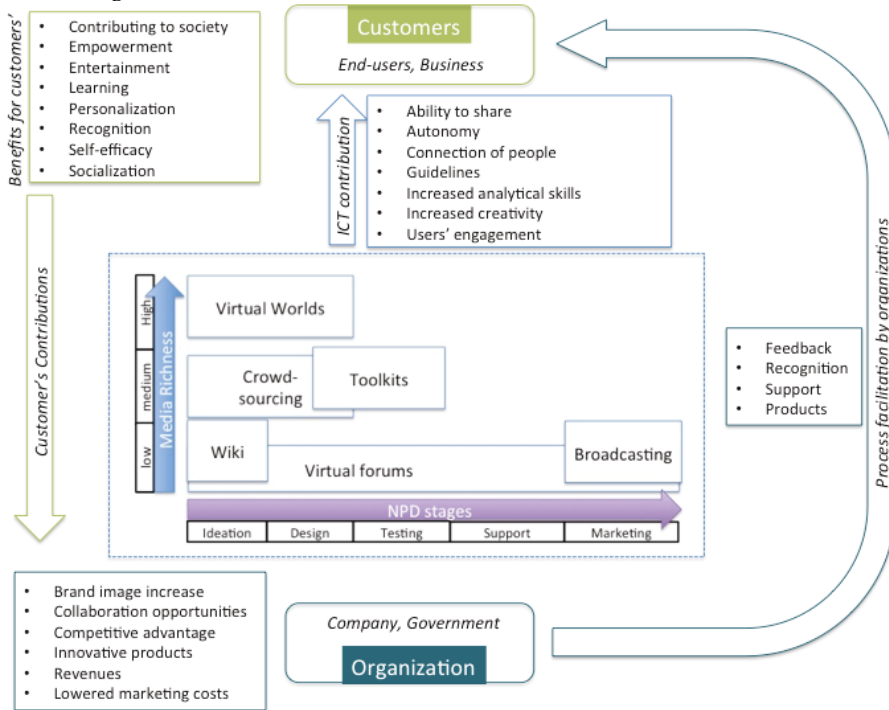 Benefits for customers'
• Contributing to society
• Empowerment
• Entertainment
• Learning
• Personalization
• Recognition
• Self-efficacy
• Socialization
Customers
End-users, Business
ICT contribution
• Ability to share
• Autonomy
• Connection of people
• Guidelines
• Increased analytical skills
• Increased creativity
• Users' engagement
Customer's Contributions
High
medium
low
Media Richness
Virtual Worlds
Crowd-
sourcing
Toolkits
Wiki
Virtual forums
Broadcasting
NPD stages
Ideation
Design
Testing
Support
Marketing
• Feedback
• Recognition
• Support
• Products
Process facilitation by organizations
• Brand image increase
• Collaboration opportunities
• Competitive advantage
• Innovative products
• Revenues
• Lowered marketing costs
Company, Government
Organization